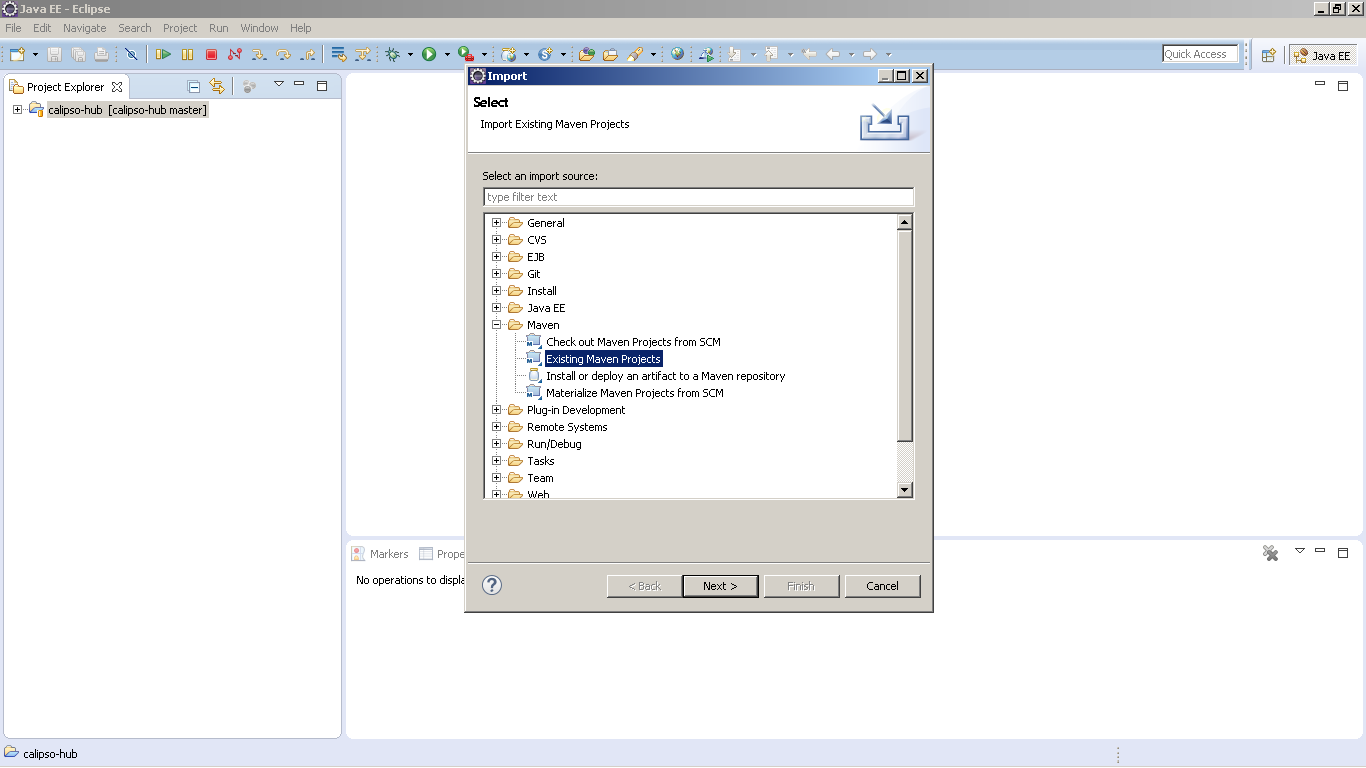 Java EE - Eclipse
File Edit Navigate Search Project Run Window Help
Quick Access
Java EE
Project Explorer
calipso-hub [calipso-hub master]
Import
Select
Import Existing Maven Projects
Select an import source:
type filter text
General
CVS
EJB
Git
Install
Java EE
Maven
Check out Maven Projects from SCM
Existing Maven Projects
Install or deploy an artifact to a Maven repository
Materialize Maven Projects from SCM
Plug-in Development
Remote Systems
Run/Debug
Tasks
Team
Web
< Back Next > Finish Cancel
Markers Prope
No operations to displa
calipso-hub